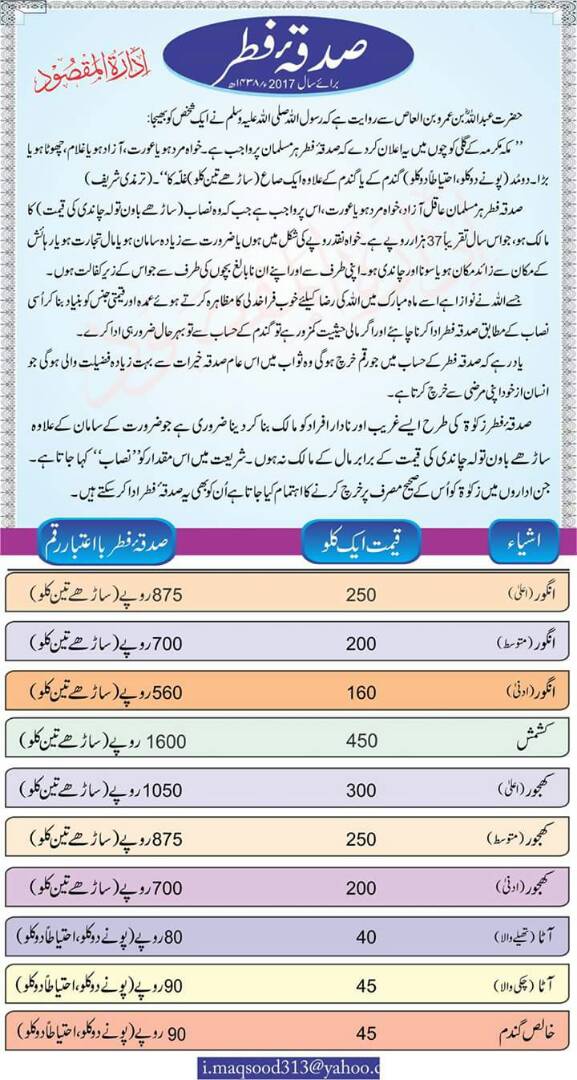 صدقۂ فطر
برائے سال 2017ء/۱۴۳۸ھ
ادارۃ المقصود
حضرت عبداللہؓ بن عمرو بن العاص سے روایت ہے کہ رسول اللہ صلی اللہ علیہ وسلم نے ایک شخص کو بھیجا:
’’مکہ مکرمہ کے گلی کوچوں میں یہ اعلان کر دے کہ صدقۂ فطر ہر مسلمان پر واجب ہے۔ خواہ مرد ہو یا عورت، آزاد ہو یا غلام، چھوٹا ہو یا
بڑا۔ دو مُد (پونے دو کلو، احتیاطاً دو کلو) گندم کے یا گندم کے علاوہ ایک صاع (ساڑھے تین کلو) غلہ کا‘‘۔ (ترمذی شریف)
صدقۂ فطر ہر مسلمان عاقل آزاد، خواہ مرد ہو یا عورت، اس پر واجب ہے جب کہ وہ نصاب (ساڑھے باون تولہ چاندی کی قیمت) کا
مالک ہو، جو اس سال تقریباً 37 ہزار روپے ہے۔ خواہ نقد روپے کی شکل میں ہوں یا ضرورت سے زیادہ سامان ہو یا مال تجارت ہو یا رہائش
کے مکان سے زائد مکان ہو یا سونا اور چاندی ہو۔ اپنی طرف سے اور اپنے ان نابالغ بچوں کی طرف سے جو اس کے زیر کفالت ہوں۔
جسے اللہ نے نوازا ہے اسے ماہ مبارک میں اللہ کی رضا کیلئے خوب فراخدلی کا مظاہرہ کرتے ہوئے عمدہ اور قیمتی جنس کو بنیاد بنا کر اُسی
نصاب کے مطابق صدقۂ فطر ادا کرنا چاہئے اور اگر مالی حیثیت کمزور ہے تو گندم کے حساب سے تو بہر حال ضرور ہی ادا کرے۔
یاد رہے کہ صدقۂ فطر کے حساب میں جو رقم خرچ ہوگی وہ ثواب میں اس عام صدقہ خیرات سے بہت زیادہ فضیلت والی ہوگی جو
انسان از خود اپنی مرضی سے خرچ کرتا ہے۔
صدقۂ فطر زکوٰۃ کی طرح ایسے غریب اور نادار افراد کو مالک بنا کر دینا ضروری ہے جو ضرورت کے سامان کے علاوہ
ساڑھے باون تولہ چاندی کی قیمت کے برابر مال کے مالک نہ ہوں۔ شریعت میں اس مقدار کو ’’نصاب‘‘ کہا جاتا ہے۔
جن اداروں میں زکوٰۃ کو اُس کے صحیح مصرف پر خرچ کرنے کا اہتمام کیا جاتا ہے اُن کو بھی یہ صدقۂ فطر ادا کر سکتے ہیں۔
اشیاء قیمت ایک کلو صدقۂ فطر با اعتبار رقم
انگور (اعلیٰ) 250 875 روپے (ساڑھے تین کلو)
انگور (متوسط) 200 700 روپے (ساڑھے تین کلو)
انگور (ادنیٰ) 160 560 روپے (ساڑھے تین کلو)
کشمش 450 1600 روپے (ساڑھے تین کلو)
کھجور (اعلیٰ) 300 1050 روپے (ساڑھے تین کلو)
کھجور (متوسط) 250 875 روپے (ساڑھے تین کلو)
کھجور (ادنیٰ) 200 700 روپے (ساڑھے تین کلو)
آٹا (تھیلے والا) 40 80 روپے (پونے دو کلو، احتیاطاً دو کلو)
آٹا (چکی والا) 45 90 روپے (پونے دو کلو، احتیاطاً دو کلو)
خالص گندم 45 90 روپے (پونے دو کلو، احتیاطاً دو کلو)
i.maqsood313@yahoo.c